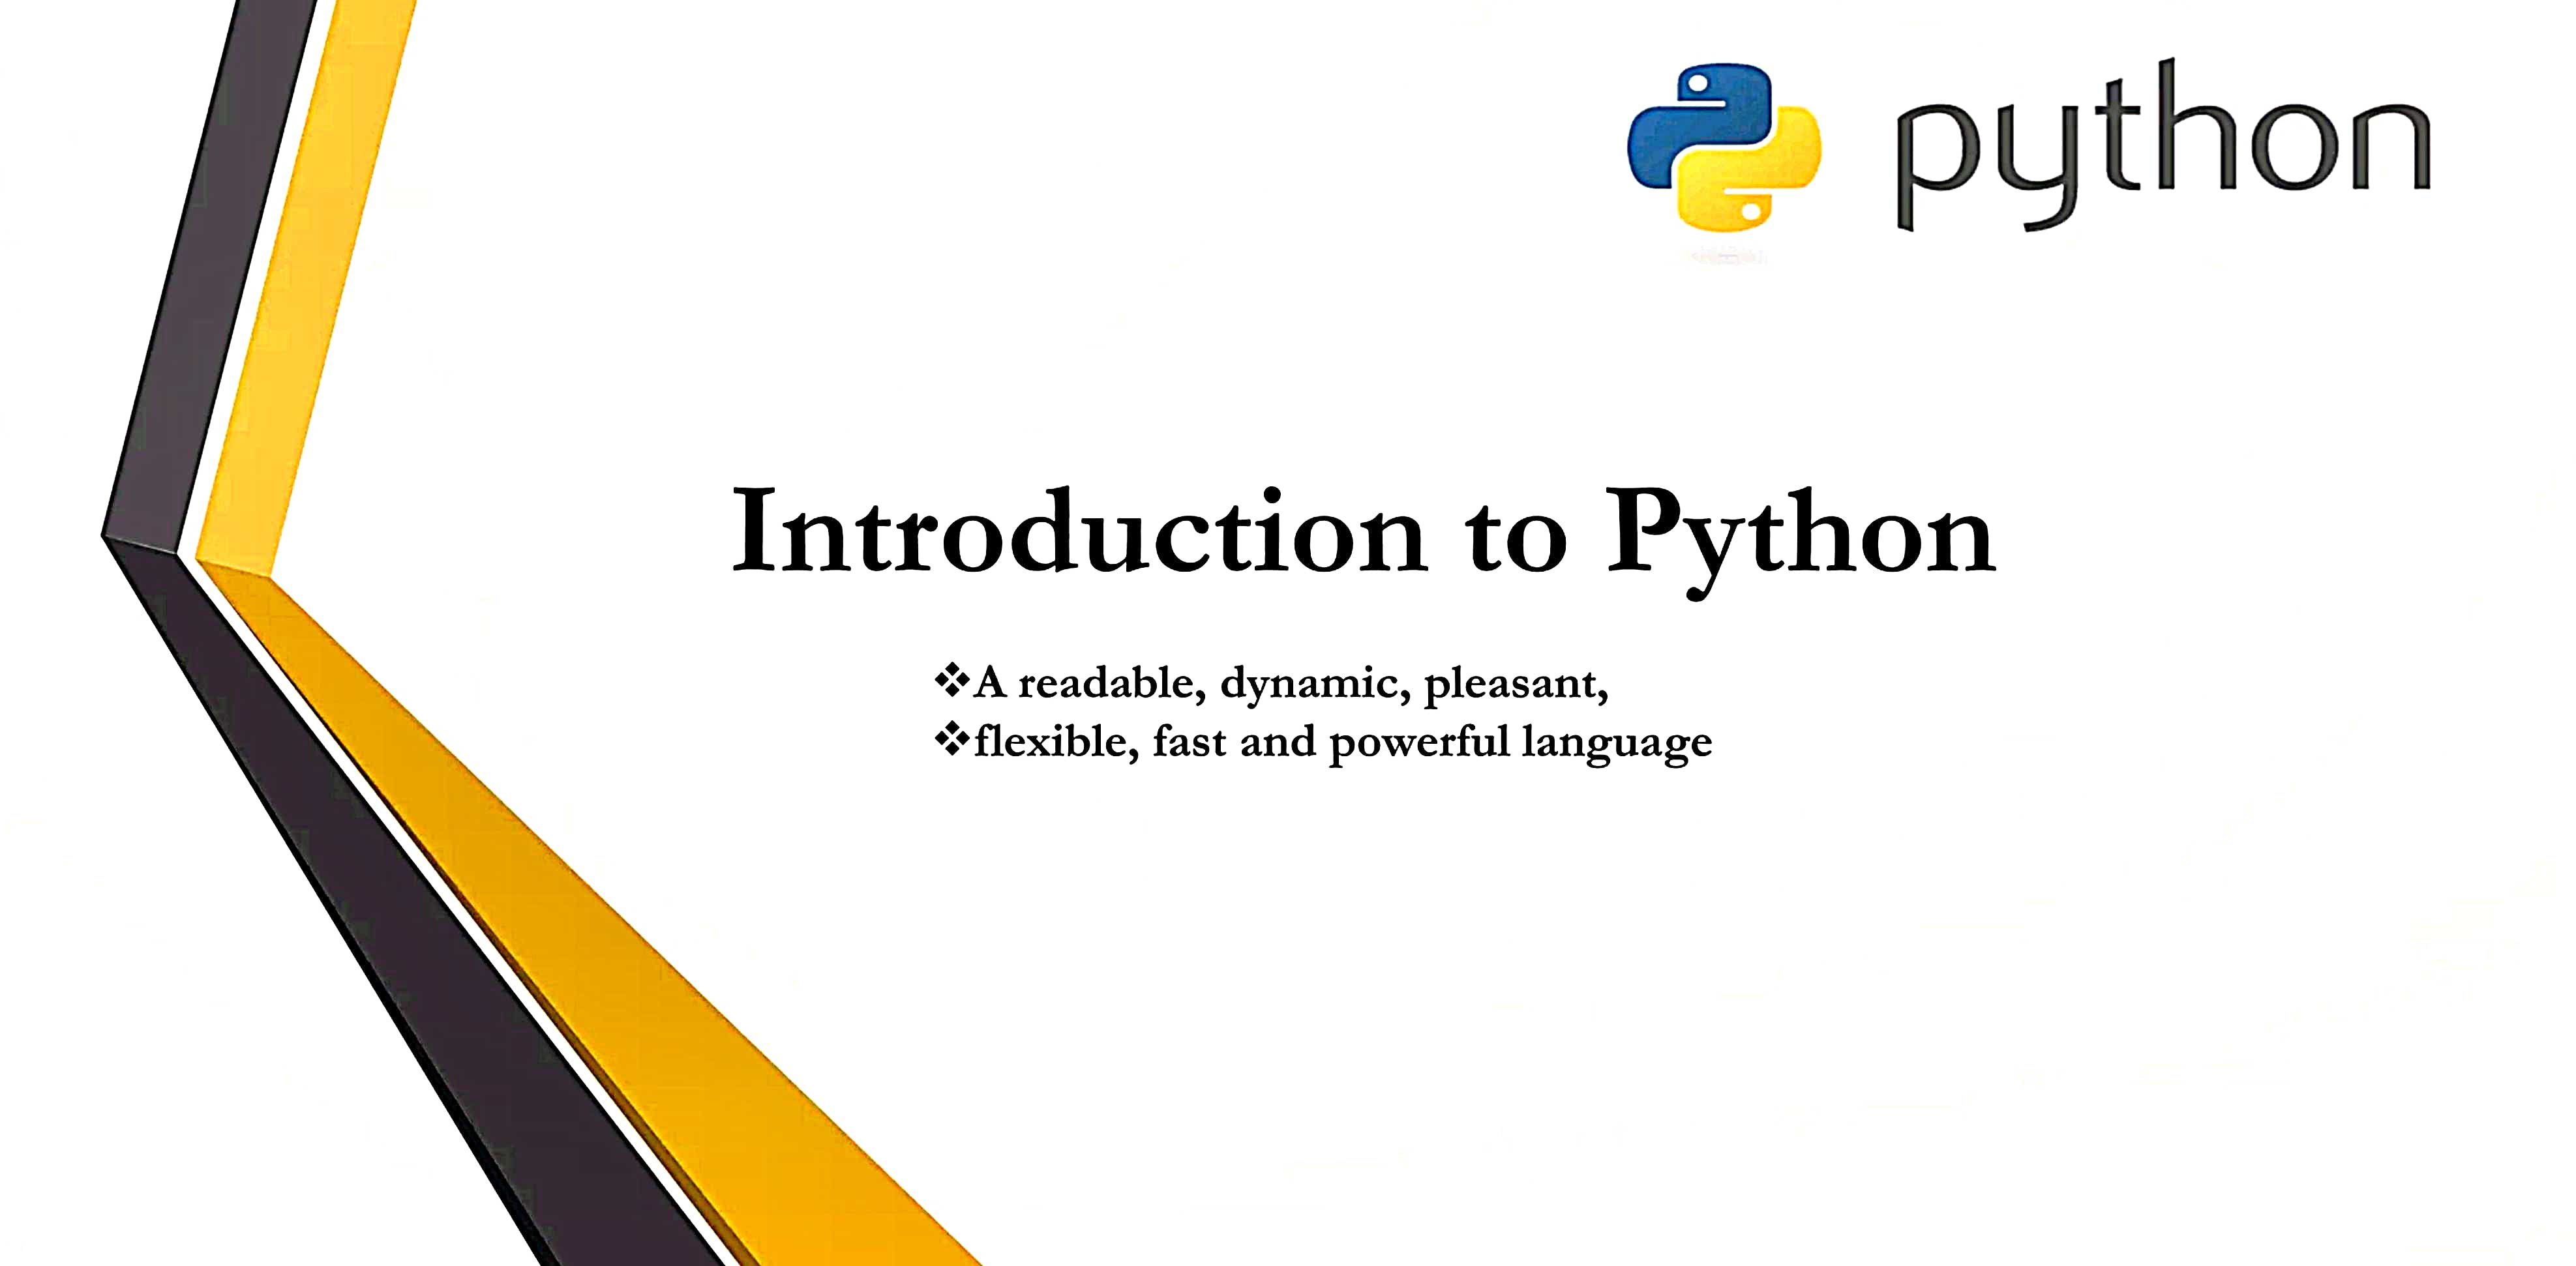 python
Introduction to Python
❖A readable, dynamic, pleasant,
❖flexible, fast and powerful language